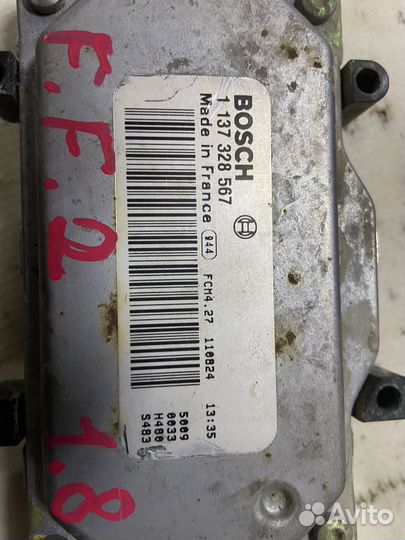 F.F.2
1.8
BOSCH
1 137 328 567
Made in France
944
FCM4.27 110824 13:35
5009
0033
H480
S483
Avito